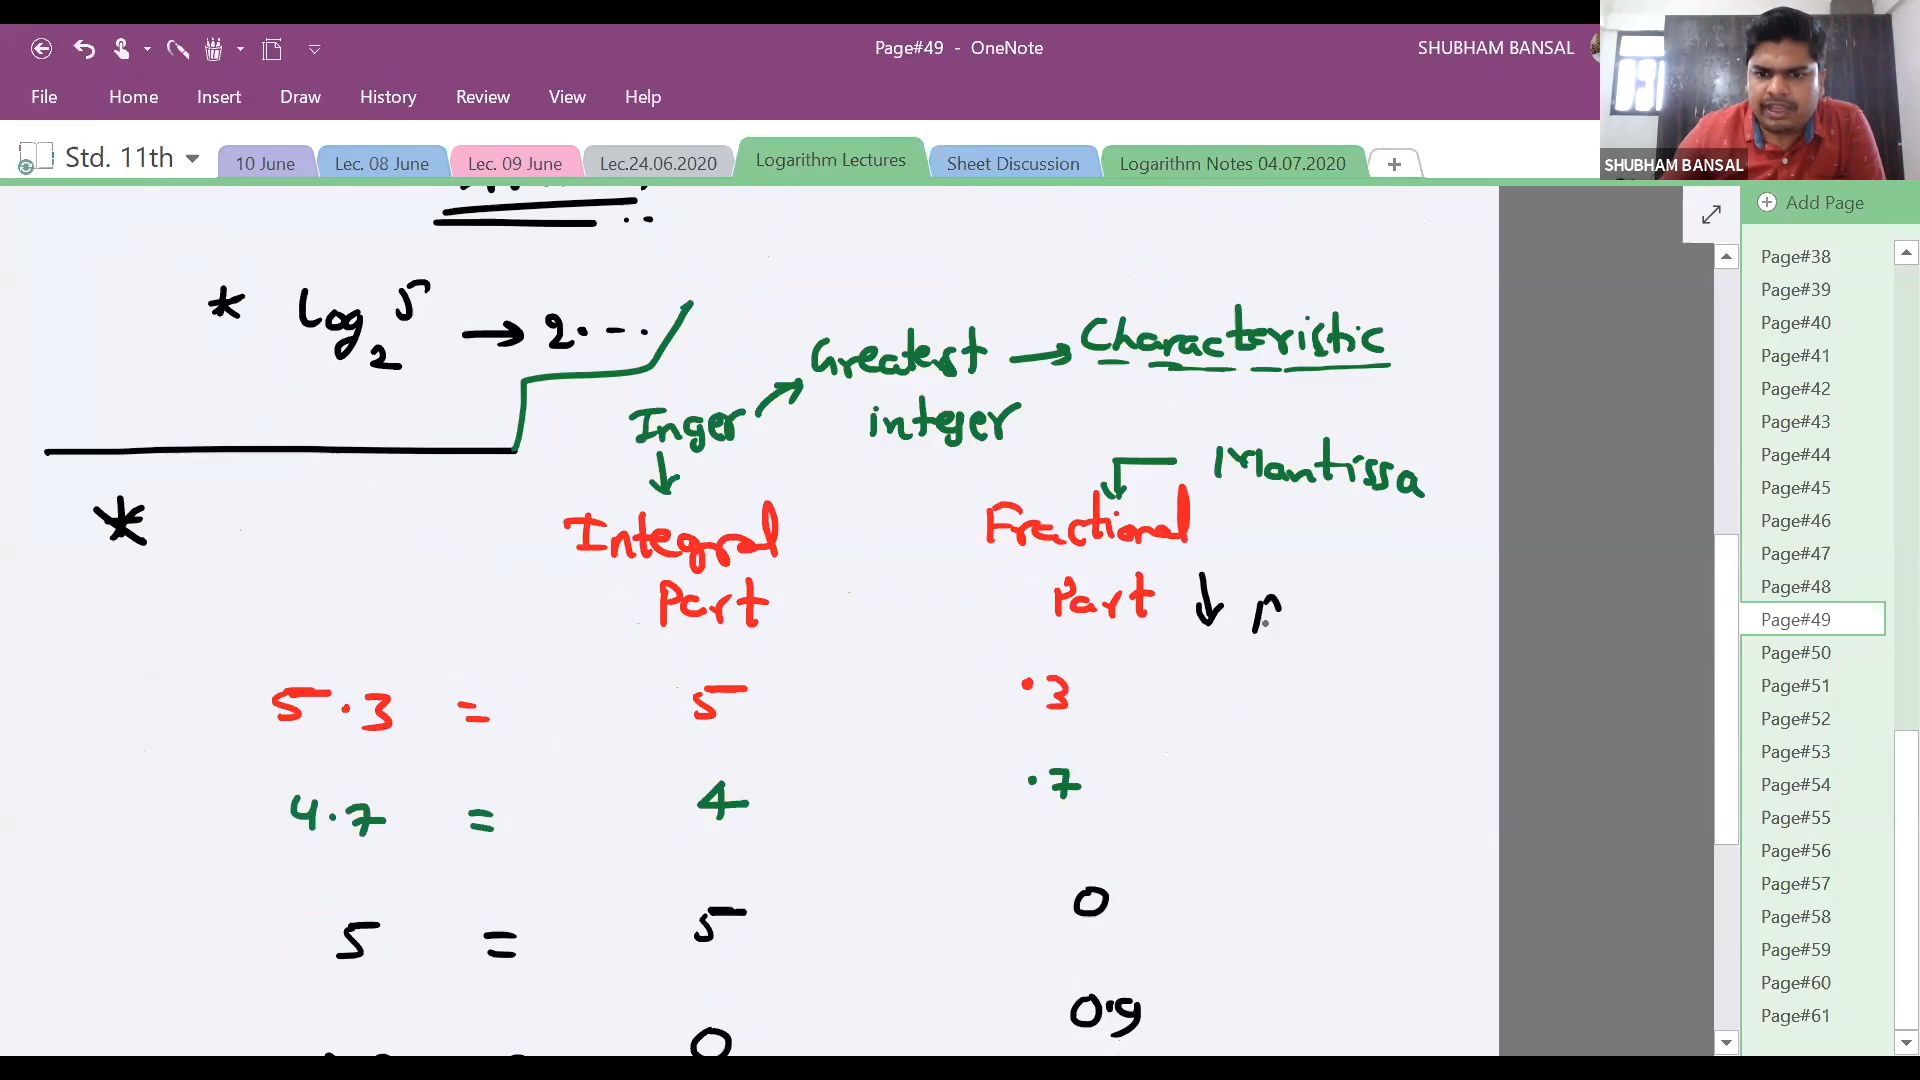 Page#49 - OneNote
SHUBHAM BANSAL
File Home Insert Draw History Review View Help
SHUBHAM BANSAL
Std. 11th
10 June
Lec. 08 June
Lec. 09 June
Lec.24.06.2020
Logarithm Lectures
Sheet Discussion
Logarithm Notes 04.07.2020
+
Add Page
* log₂ 5 → 2. - - .
Greatest → Characteristic
Inger integer
Mantissa
*
Integral Fractional
Part Part
5.3 = 5 .3
4.7 = 4 .7
5 = 5 0
0 0.9
Page#38
Page#39
Page#40
Page#41
Page#42
Page#43
Page#44
Page#45
Page#46
Page#47
Page#48
Page#49
Page#50
Page#51
Page#52
Page#53
Page#54
Page#55
Page#56
Page#57
Page#58
Page#59
Page#60
Page#61